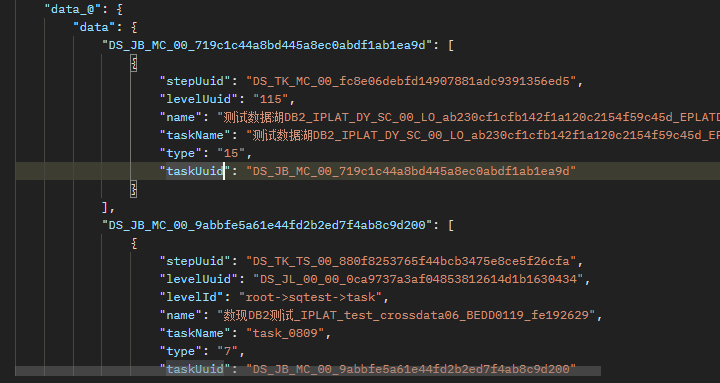 "data_@": {
"data": {
"DS_JB_MC_00_719c1c44a8bd445a8ec0abdf1ab1ea9d": [
{
"stepUuid": "DS_TK_MC_00_fc8e06debfd14907881adc9391356ed5",
"levelUuid": "115",
"name": "测试数据湖DB2_IPLAT_DY_SC_00_LO_ab230cf1cfb142f1a120c2154f59c45d_EPLATD
"taskName": "测试数据湖DB2_IPLAT_DY_SC_00_LO_ab230cf1cfb142f1a120c2154f59c45d_EP
"type": "15",
"taskUuid": "DS_JB_MC_00_719c1c44a8bd445a8ec0abdf1ab1ea9d"
}
],
"DS_JB_MC_00_9abbfe5a61e44fd2b2ed7f4ab8c9d200": [
{
"stepUuid": "DS_TK_TS_00_880f8253765f44bcb3475e8ce5f26cfa",
"levelUuid": "DS_JL_00_00_0ca9737a3af04853812614d1b1630434",
"levelId": "root->sqtest->task",
"name": "数现DB2测试_IPLAT_test_crossdata06_BEDD0119_fe192629",
"taskName": "task_0809",
"type": "7",
"taskUuid": "DS_JB_MC_00_9abbfe5a61e44fd2b2ed7f4ab8c9d200"